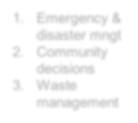 1. Emergency &
disaster mngt
2. Community
decisions
3. Waste
management